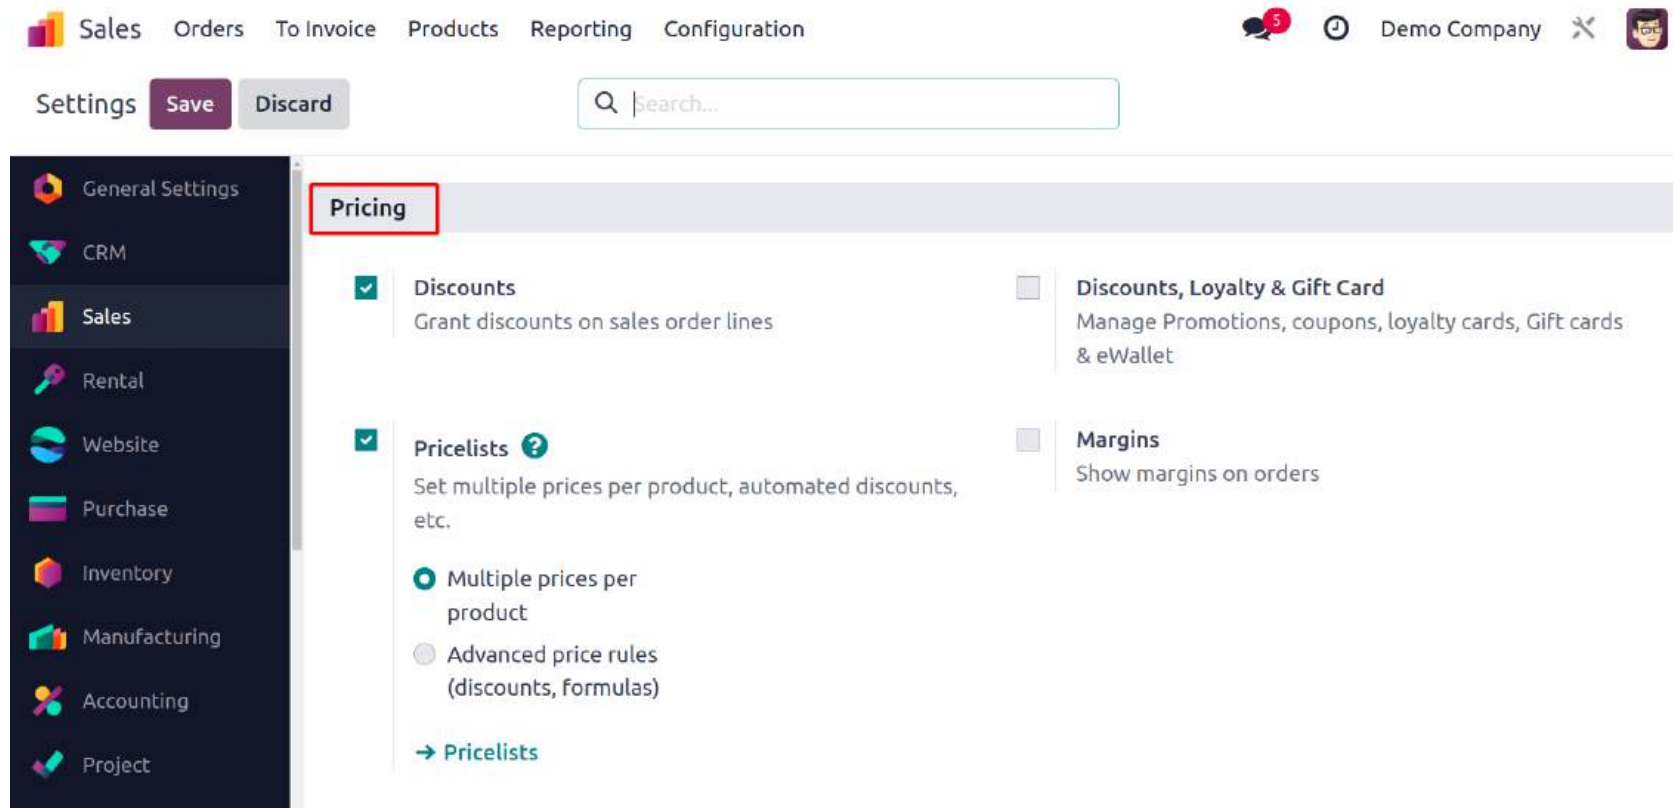 Sales Orders To Invoice Products Reporting Configuration 5 Demo Company
Settings Save Discard Search...
General Settings
CRM
Sales
Rental
Website
Purchase
Inventory
Manufacturing
Accounting
Project
Pricing
Discounts
Grant discounts on sales order lines
Discounts, Loyalty & Gift Card
Manage Promotions, coupons, loyalty cards, Gift cards
& eWallet
Pricelists ?
Set multiple prices per product, automated discounts,
etc.
Multiple prices per
product
Advanced price rules
(discounts, formulas)
→ Pricelists
Margins
Show margins on orders